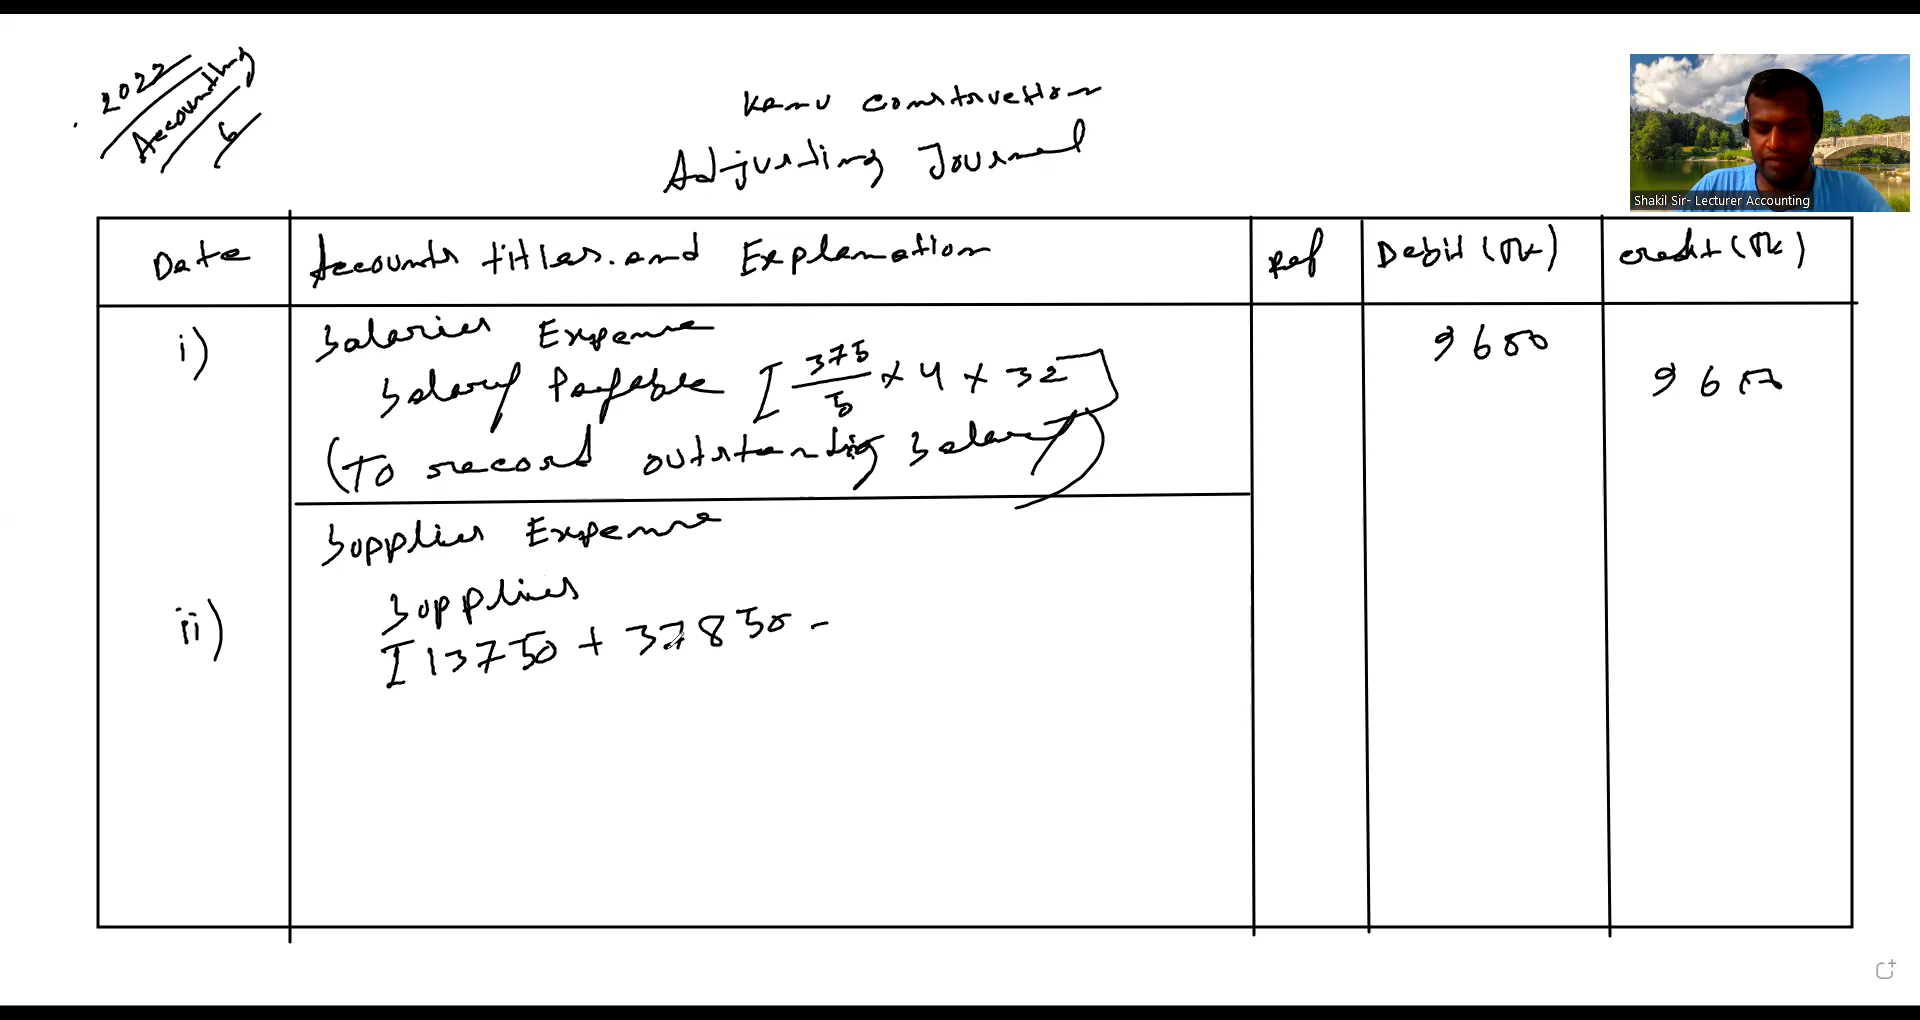 2022
Accounting
6
Kanu Construction
Adjusting Journal
Shakil Sir- Lecturer Accounting
Date Accounts titles and Explanation Ref Debit (Tk) credit (Tk)
i) Salaries Expense 9600
Salary Payable [375/5 × 4 × 32] 9600
(To record outstanding salary)
Supplies Expense
ii) Supplies
[13750 + 37850 -